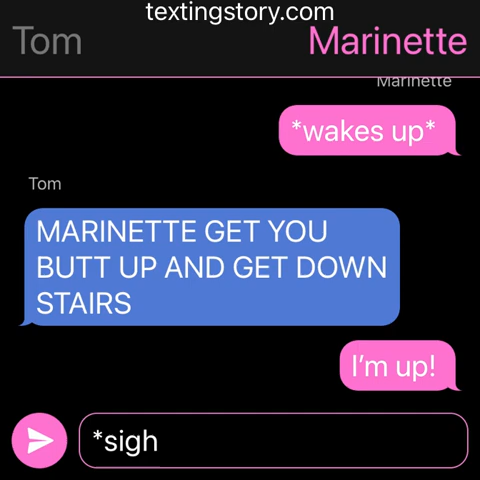 textingstory.com
Tom
Marinette
Marinette
*wakes up*
Tom
MARINETTE GET YOU
BUTT UP AND GET DOWN
STAIRS
I’m up!
*sigh